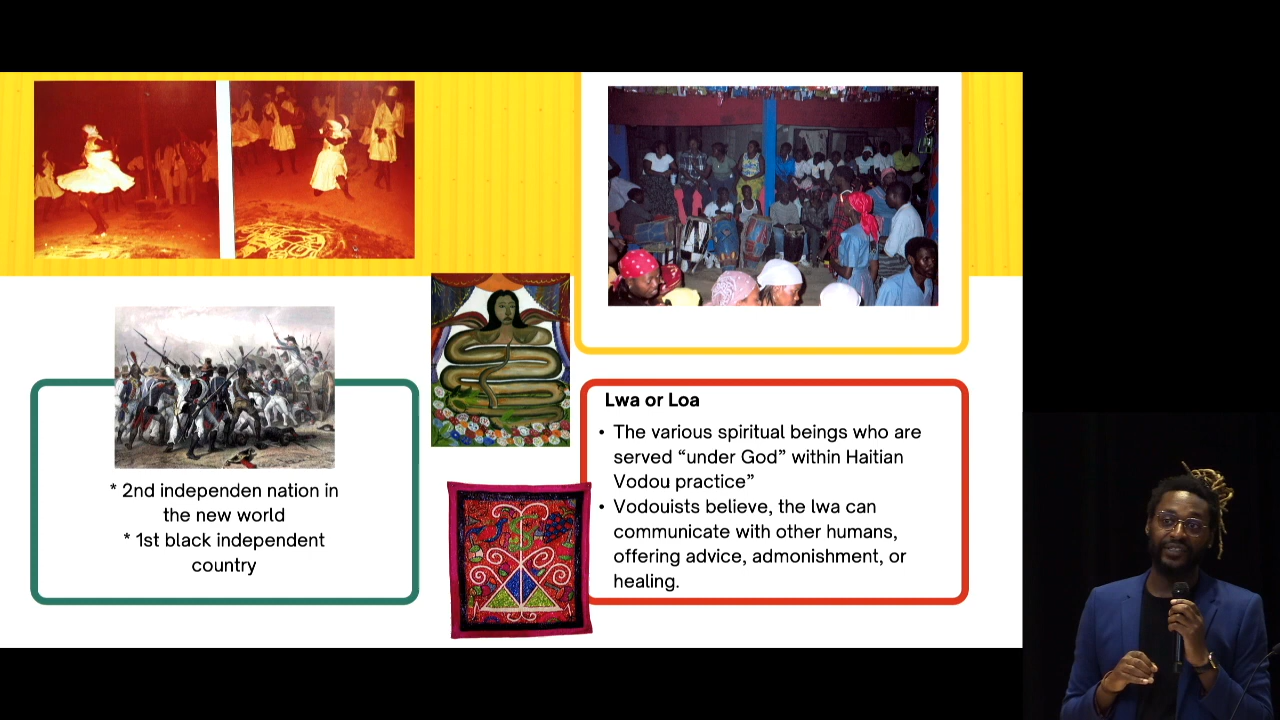 * 2nd independen nation in
the new world
* 1st black independent
country
Lwa or Loa
• The various spiritual beings who are
served “under God” within Haitian
Vodou practice”
• Vodouists believe, the lwa can
communicate with other humans,
offering advice, admonishment, or
healing.